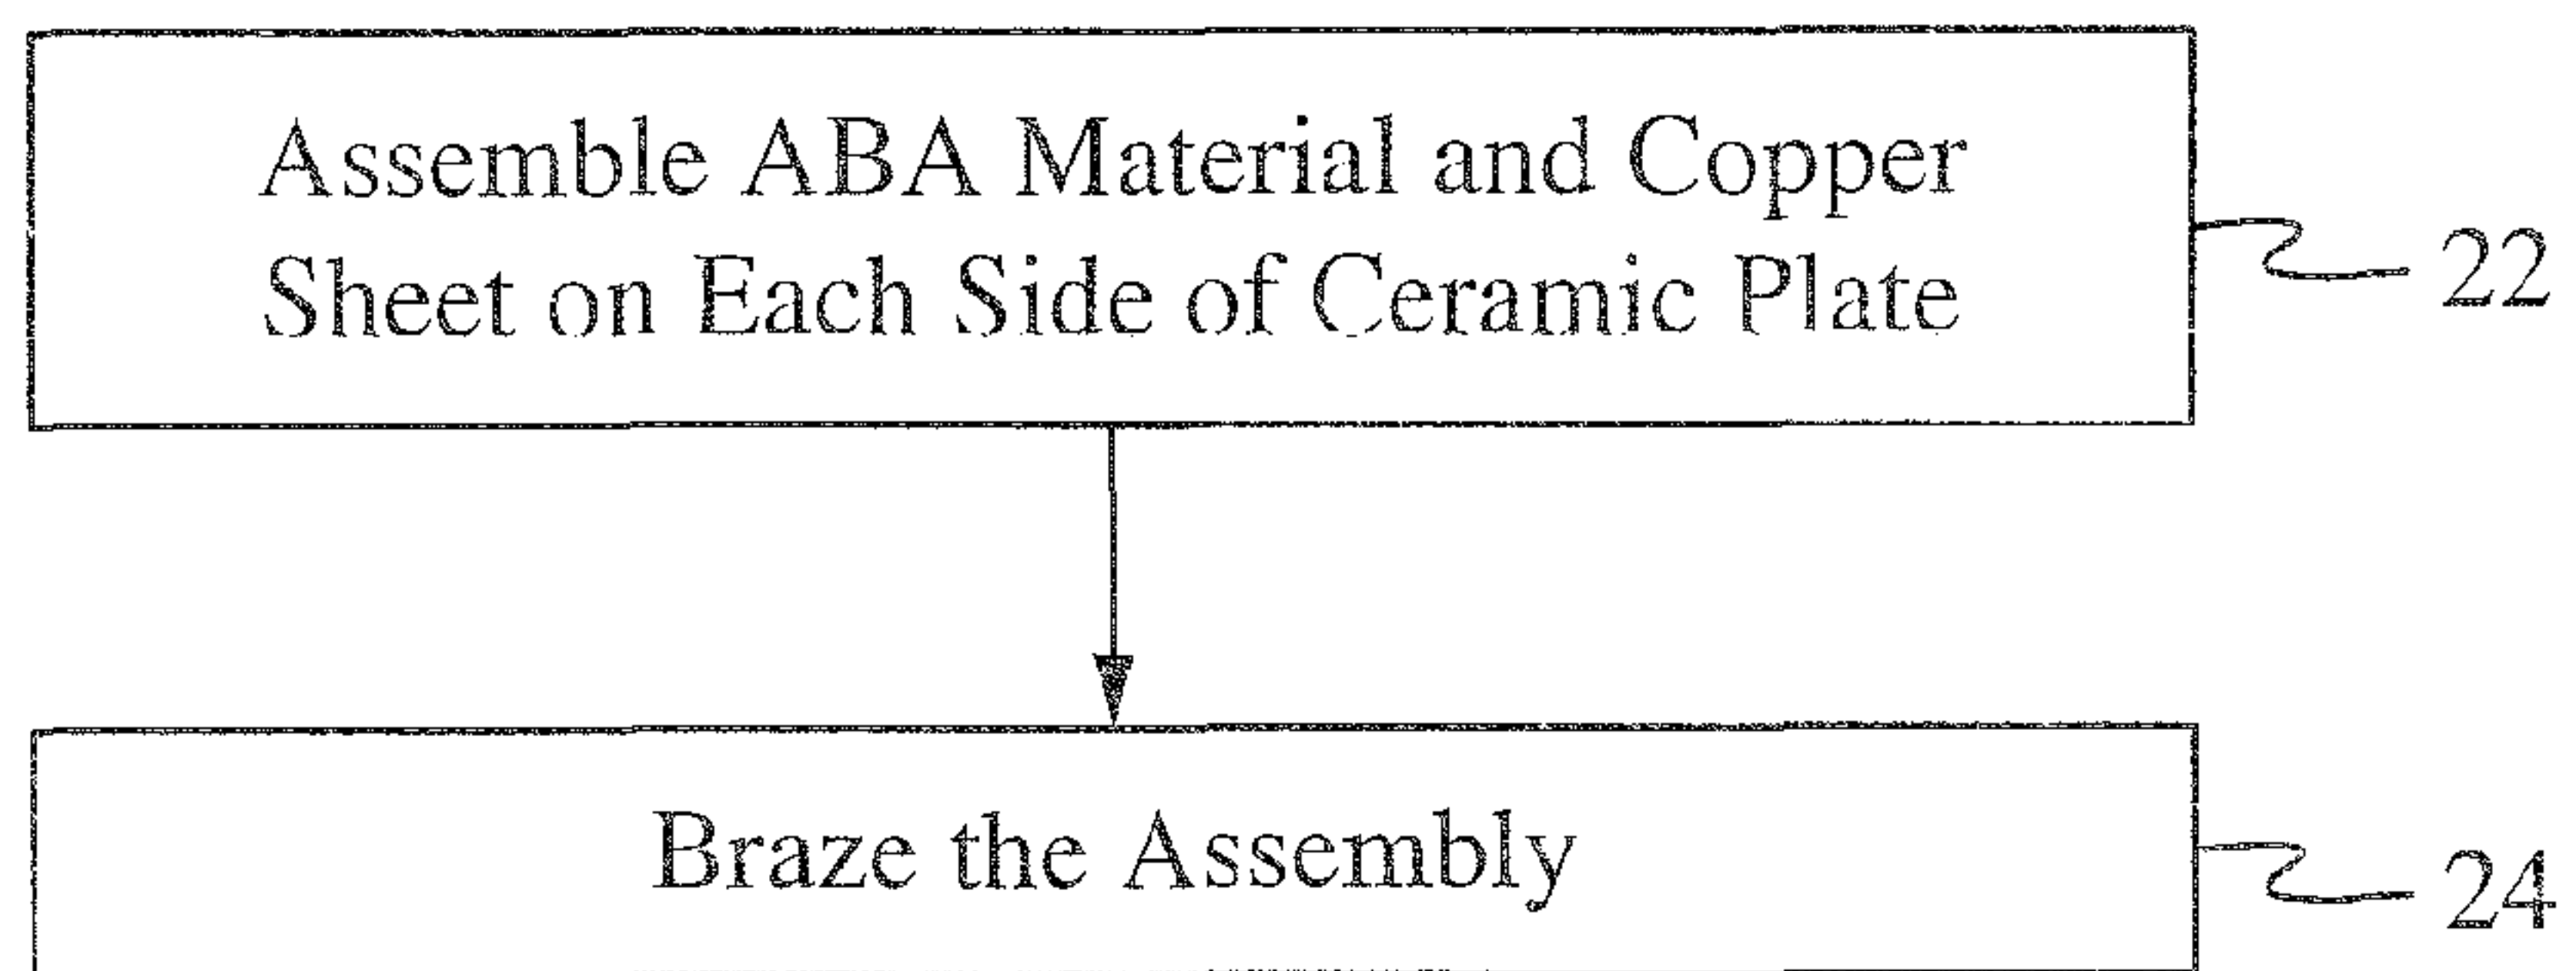 Assemble ABA Material and Copper
Sheet on Each Side of Ceramic Plate
22
Braze the Assembly
24